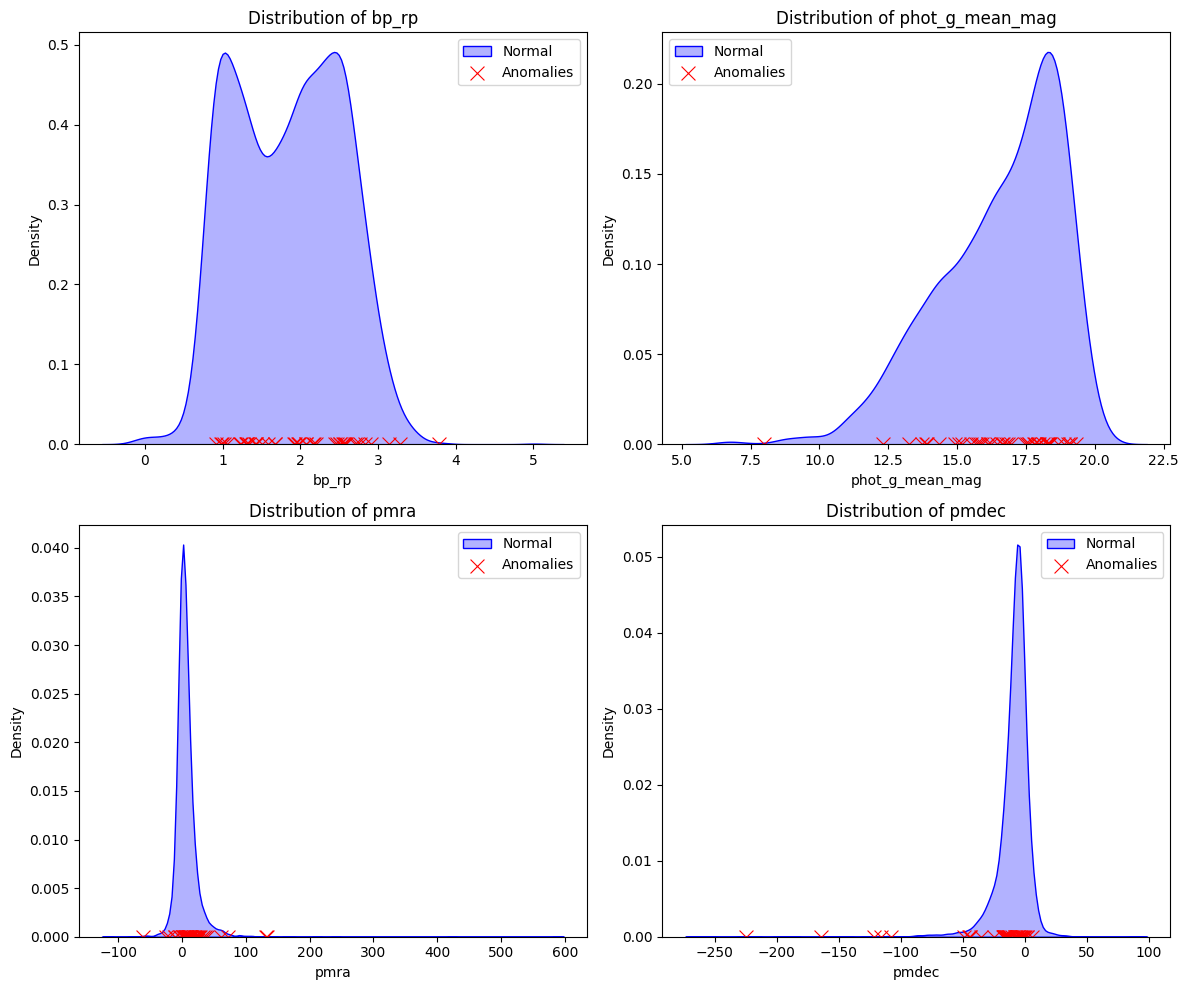 Distribution of bp_rp
Normal
Anomalies
0.5
0.4
0.3
0.2
0.1
0.0
Density
0
1
2
3
4
5
bp_rp
Distribution of phot_g_mean_mag
Normal
Anomalies
0.20
0.15
0.10
0.05
0.00
Density
5.0
7.5
10.0
12.5
15.0
17.5
20.0
22.5
phot_g_mean_mag
Distribution of pmra
Normal
Anomalies
0.040
0.035
0.030
0.025
0.020
0.015
0.010
0.005
0.000
Density
−100
0
100
200
300
400
500
600
pmra
Distribution of pmdec
Normal
Anomalies
0.05
0.04
0.03
0.02
0.01
0.00
Density
−250
−200
−150
−100
−50
0
50
100
pmdec